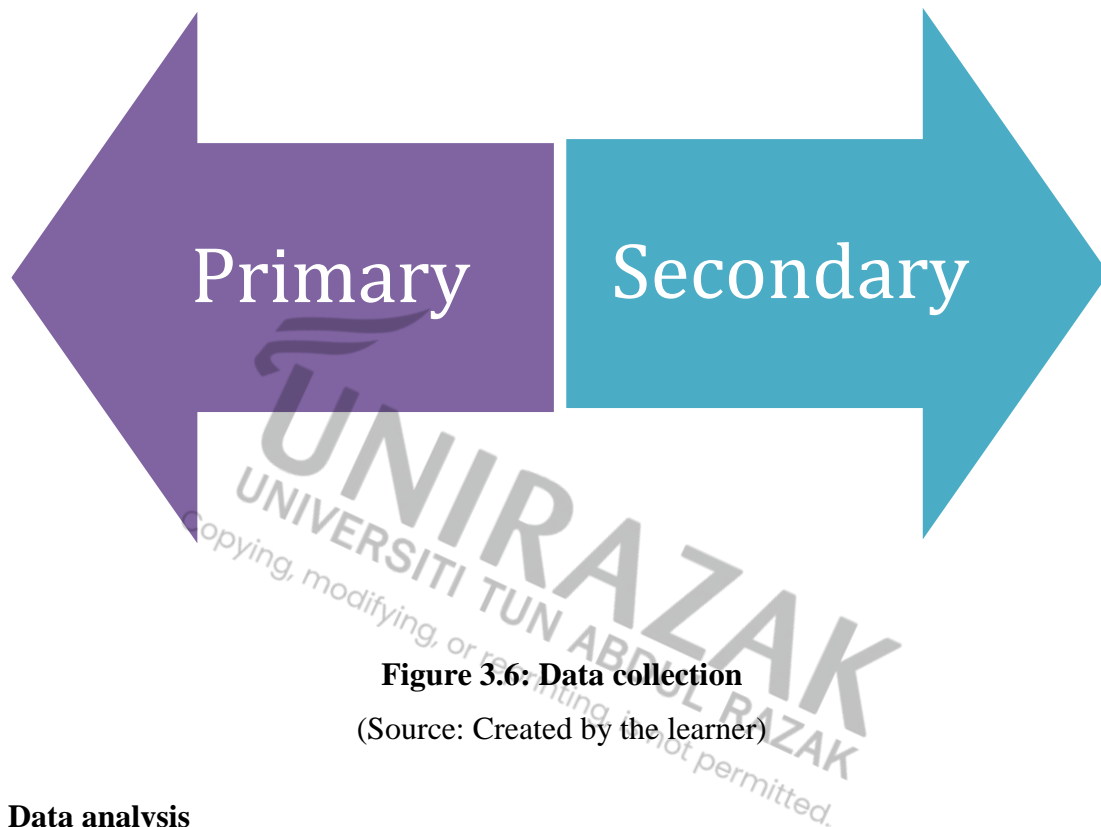 Primary
Secondary
UNIRAZAK
UNIVERSITI TUN ABDUL RAZAK
Copying, modifying, or reprinting, is not permitted.
Figure 3.6: Data collection
(Source: Created by the learner)
Data analysis